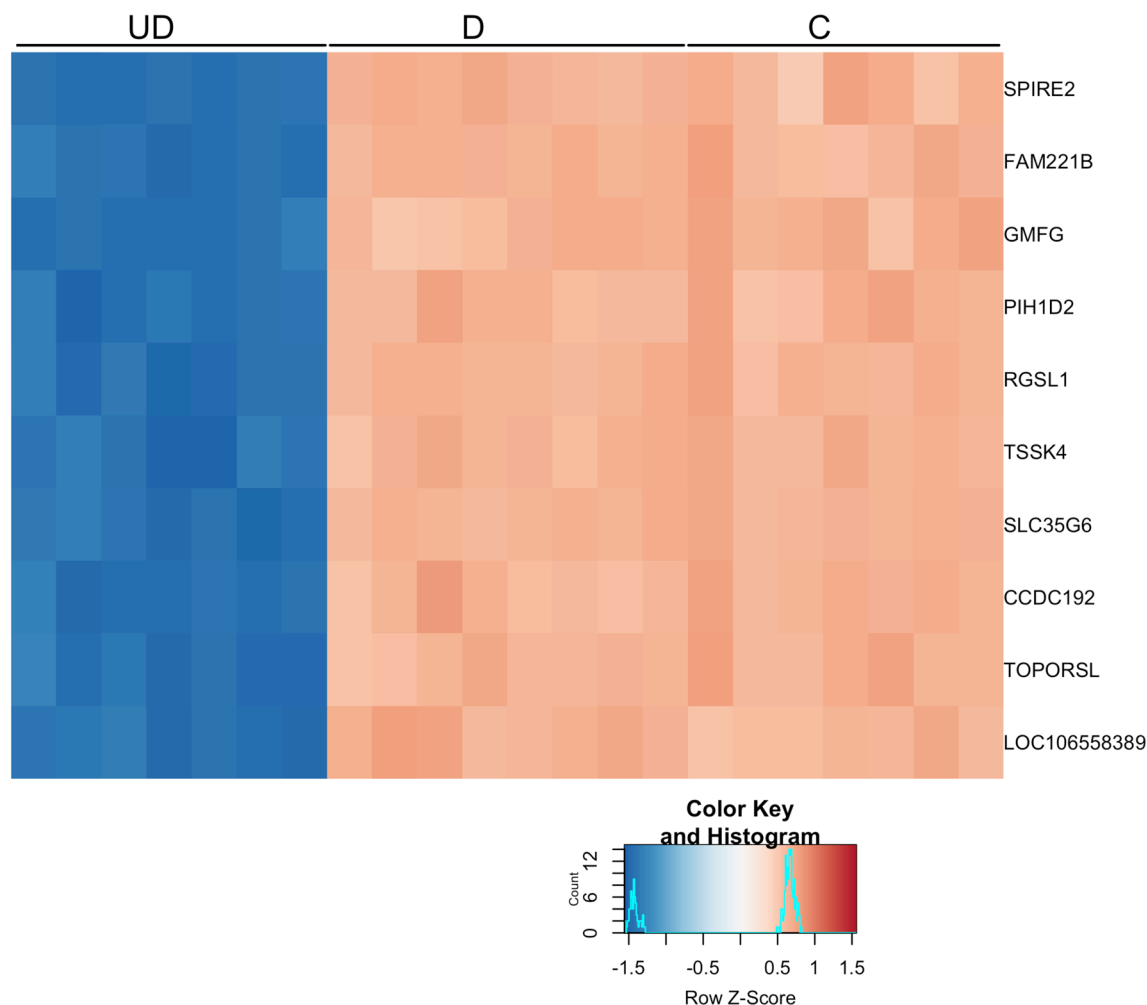 UD D C
SPIRE2
FAM221B
GMFG
PIH1D2
RGSL1
TSSK4
SLC35G6
CCDC192
TOPORSL
LOC106558389
Color Key
and Histogram
Count
0 6 12
-1.5 -0.5 0.5 1 1.5
Row Z-Score